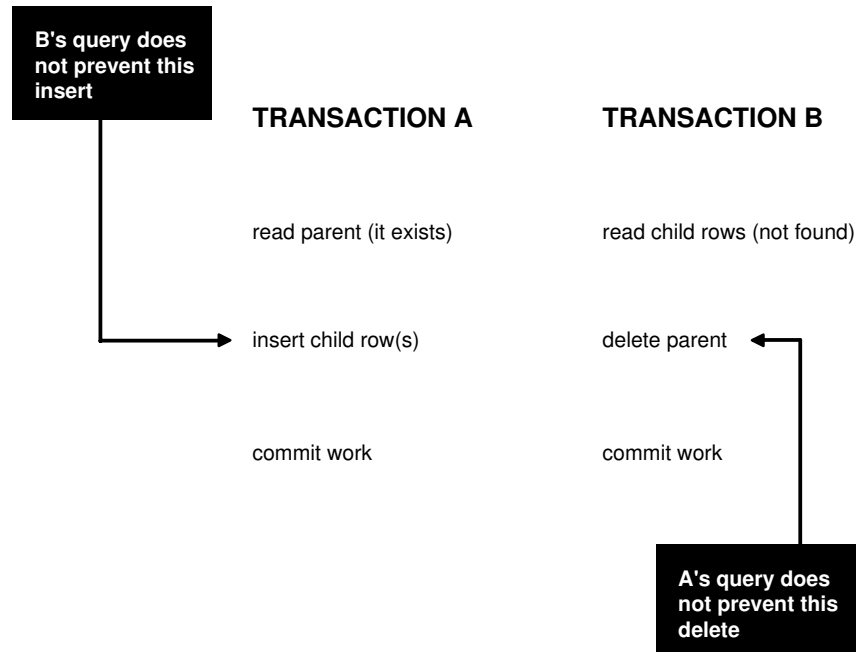 B's query does
not prevent this
insert
TRANSACTION A TRANSACTION B
read parent (it exists) read child rows (not found)
insert child row(s) delete parent
commit work commit work
A's query does
not prevent this
delete